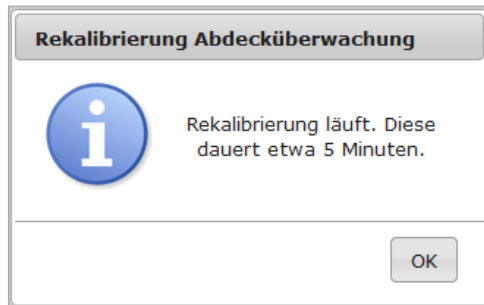 Rekalibrierung Abdecküberwachung
Rekalibrierung läuft. Diese
dauert etwa 5 Minuten.
OK